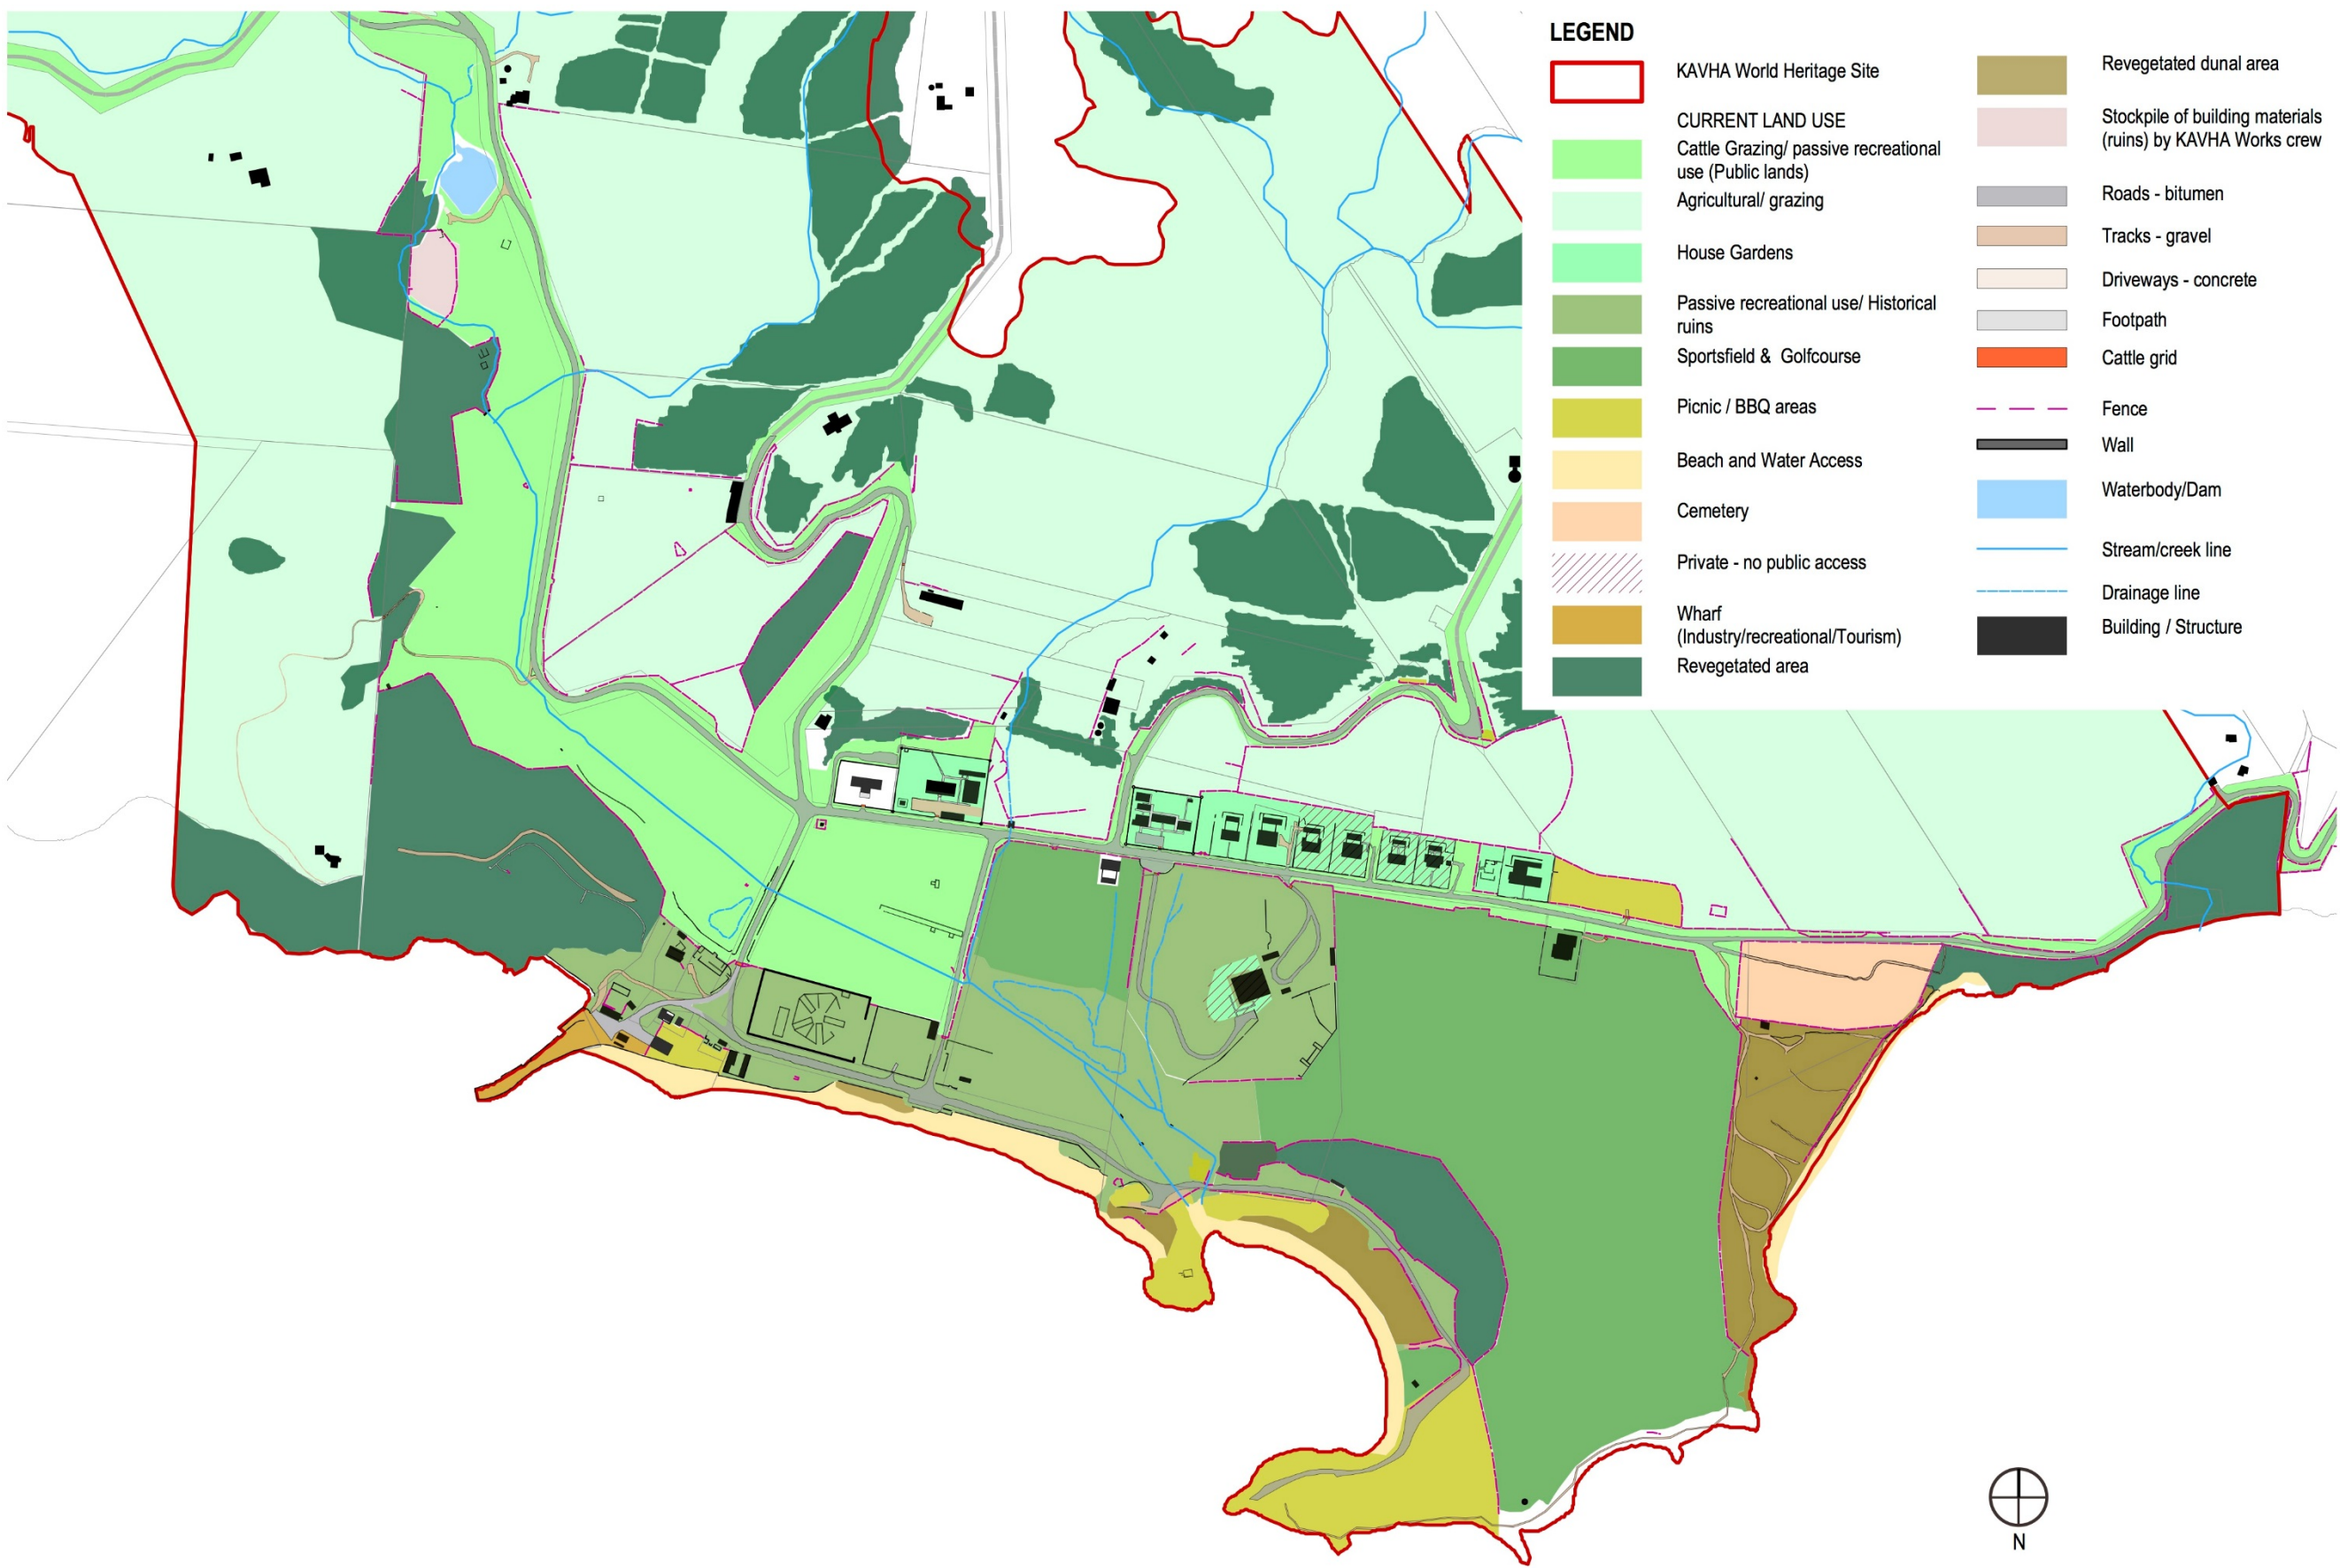 LEGEND
KAVHA World Heritage Site
CURRENT LAND USE
Cattle Grazing/ passive recreational
use (Public lands)
Agricultural/ grazing
House Gardens
Passive recreational use/ Historical
ruins
Sportsfield & Golfcourse
Picnic / BBQ areas
Beach and Water Access
Cemetery
Private - no public access
Wharf
(Industry/recreational/Tourism)
Revegetated area
Revegetated dunal area
Stockpile of building materials
(ruins) by KAVHA Works crew
Roads - bitumen
Tracks - gravel
Driveways - concrete
Footpath
Cattle grid
Fence
Wall
Waterbody/Dam
Stream/creek line
Drainage line
Building / Structure
N